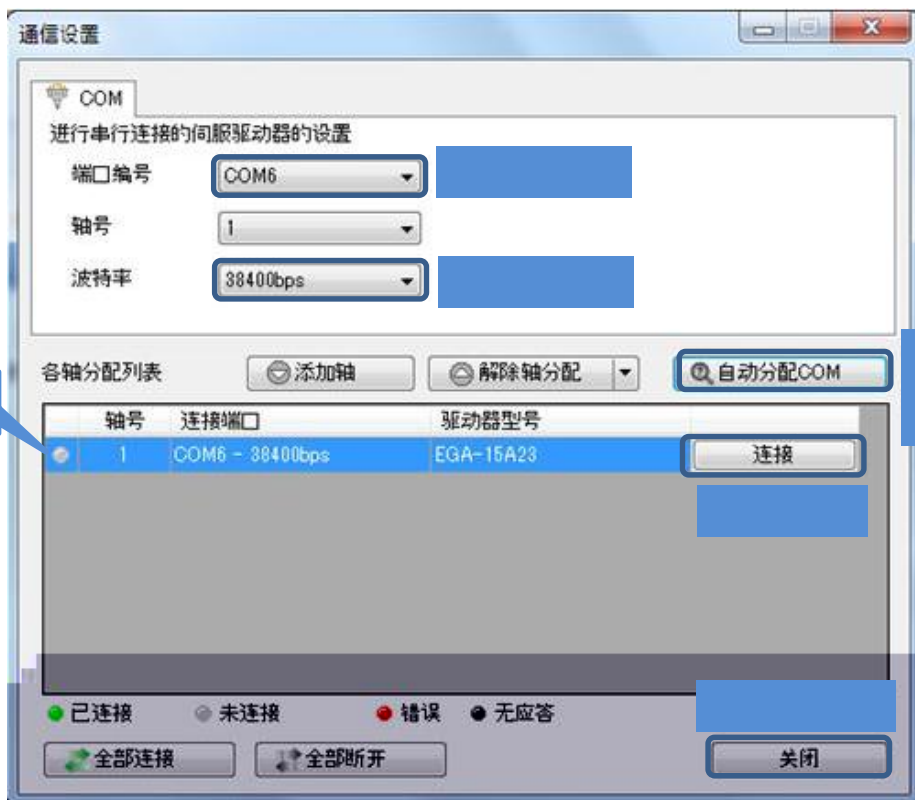 通信设置
COM
进行串行连接的伺服驱动器的设置
端口编号 COM6
轴号 1
波特率 38400bps
各轴分配列表 添加轴 解除轴分配 自动分配COM
轴号 连接端口 驱动器型号
1 COM6 - 38400bps EGA-15A23 连接
已连接 未连接 错误 无应答
全部连接 全部断开 关闭